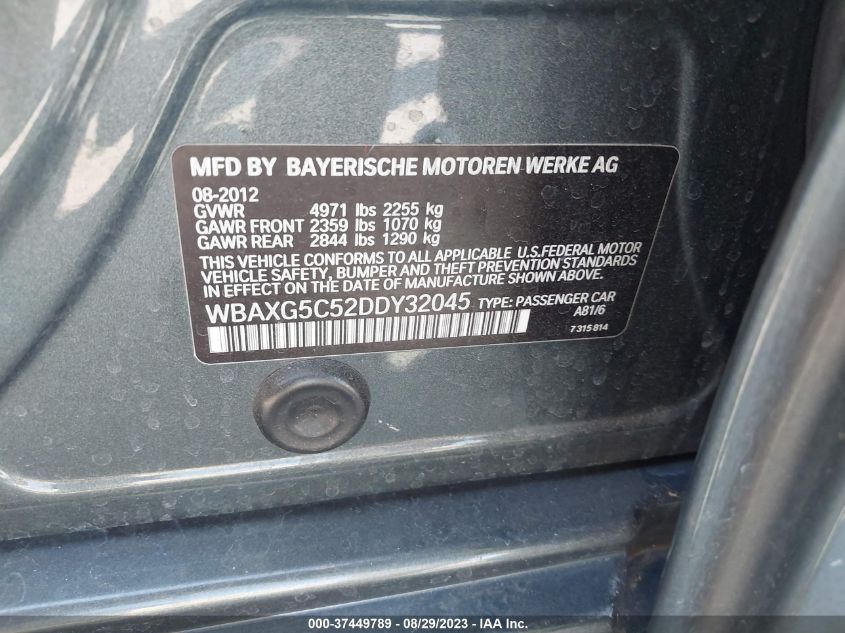 MFD BY BAYERISCHE MOTOREN WERKE AG
08-2012
GVWR 4971 lbs 2255 kg
GAWR FRONT 2359 lbs 1070 kg
GAWR REAR 2844 lbs 1290 kg
THIS VEHICLE CONFORMS TO ALL APPLICABLE U.S.FEDERAL MOTOR
VEHICLE SAFETY, BUMPER AND THEFT PREVENTION STANDARDS
IN EFFECT ON THE DATE OF MANUFACTURE SHOWN ABOVE.
WBAXG5C52DDY32045 TYPE: PASSENGER CAR
A81/6
7315814
000-37449789 - 08/29/2023 - IAAI.com